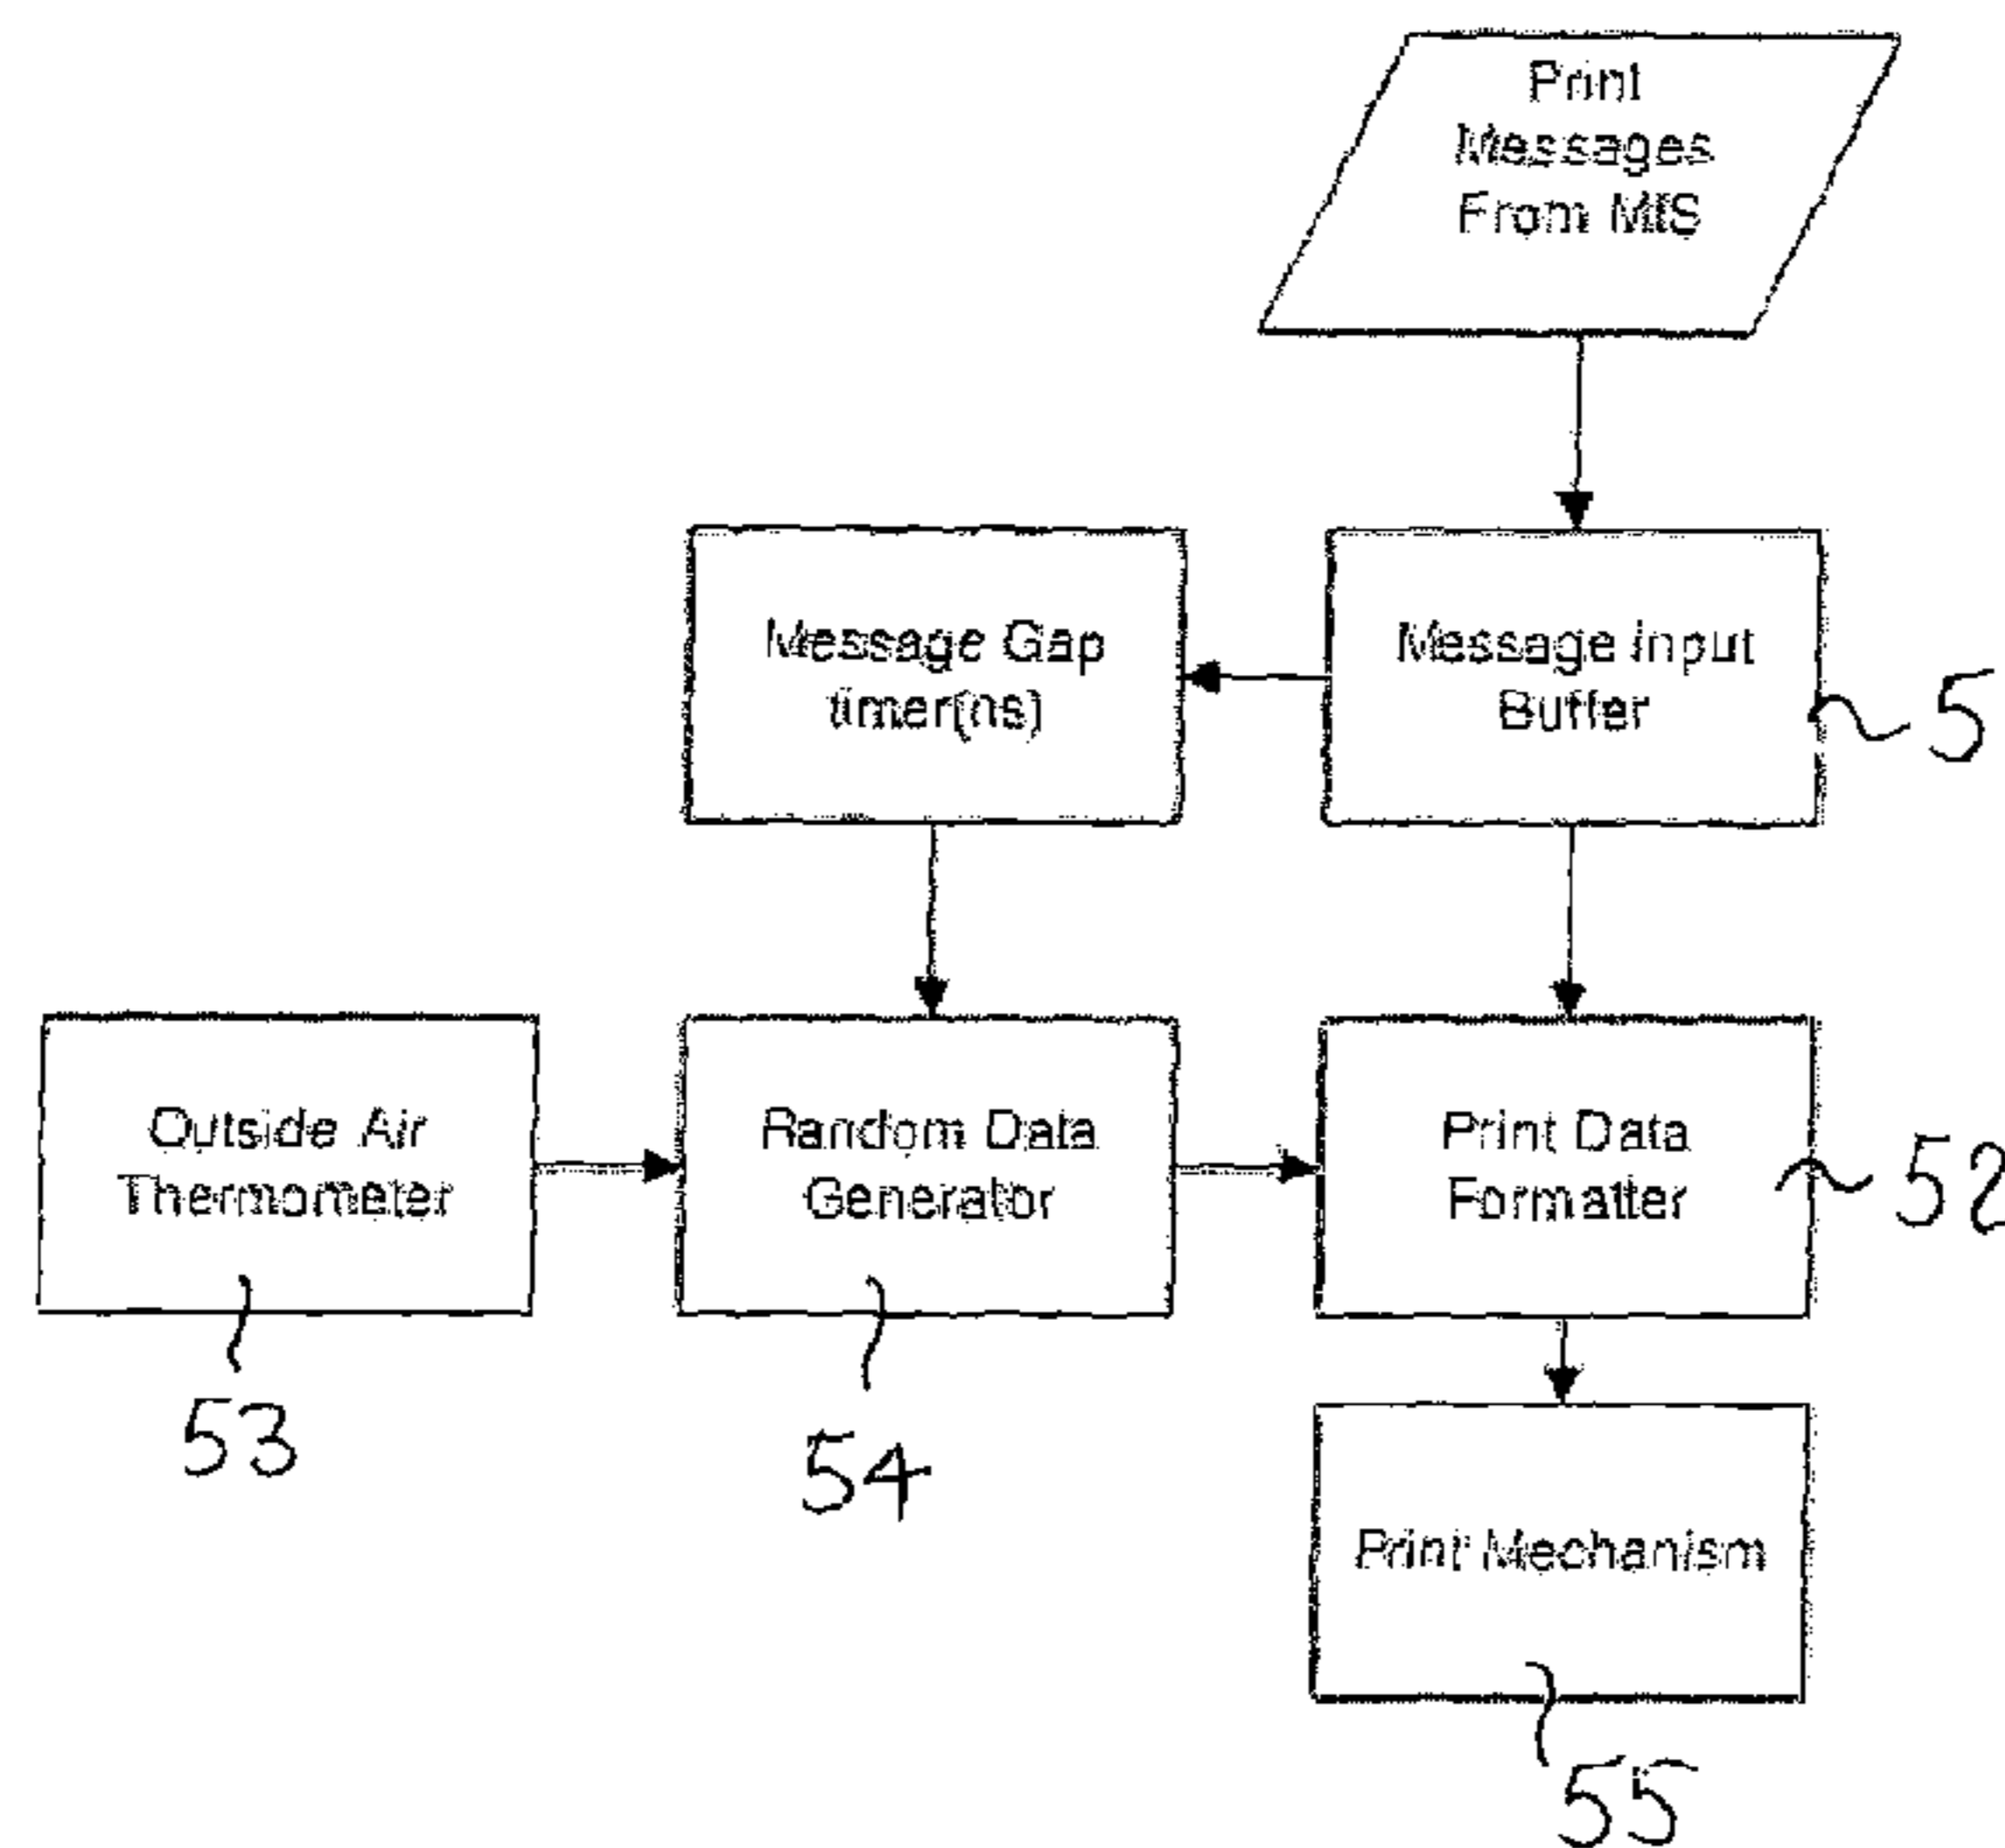 Print
Messages
From MIS
Message Gap
timer(ns)
Message Input
Buffer
5
Outside Air
Thermometer
Random Data
Generator
Print Data
Formatter
52
53
54
Print Mechanism
55